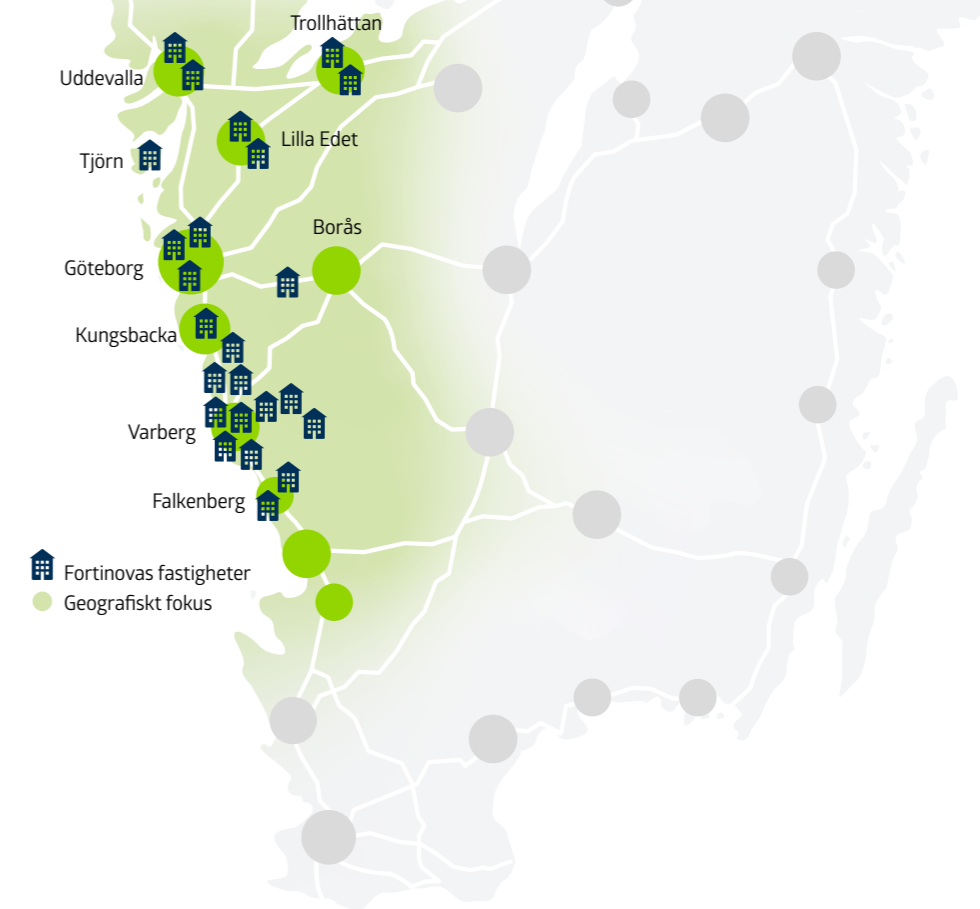 Trollhättan
Uddevalla
Lilla Edet
Tjörn
Borås
Göteborg
Kungsbacka
Varberg
Falkenberg
Fortinovas fastigheter
Geografiskt fokus